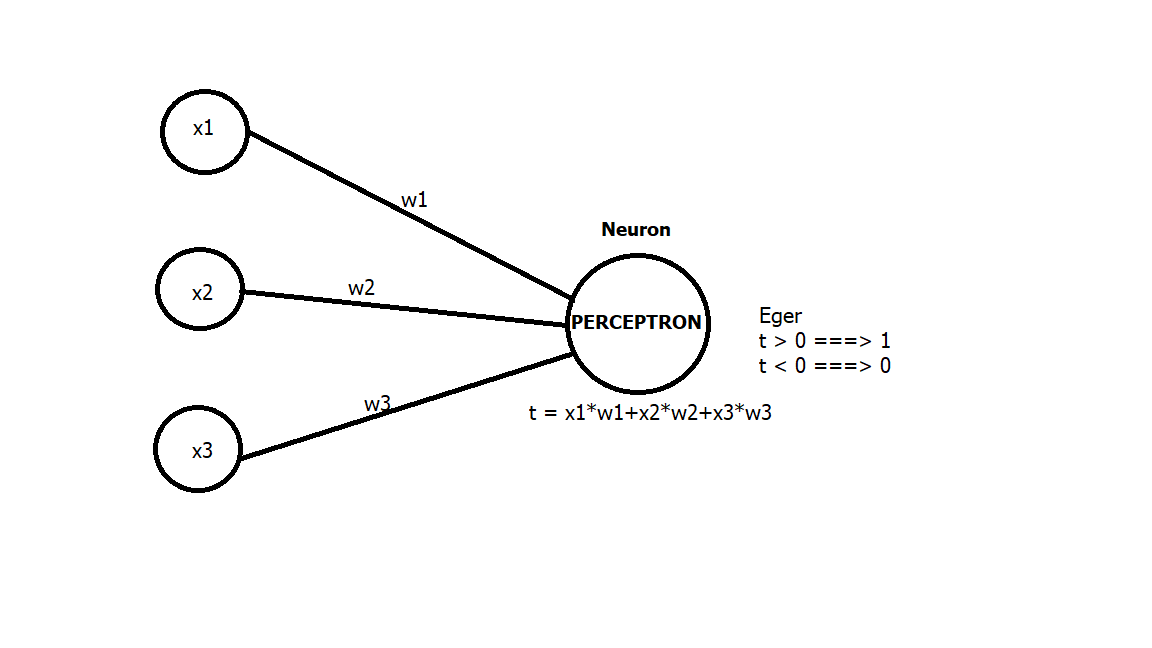 x1
w1
Neuron
x2
w2
PERCEPTRON
Eger
t > 0 ===> 1
t < 0 ===> 0
w3
t = x1*w1+x2*w2+x3*w3
x3